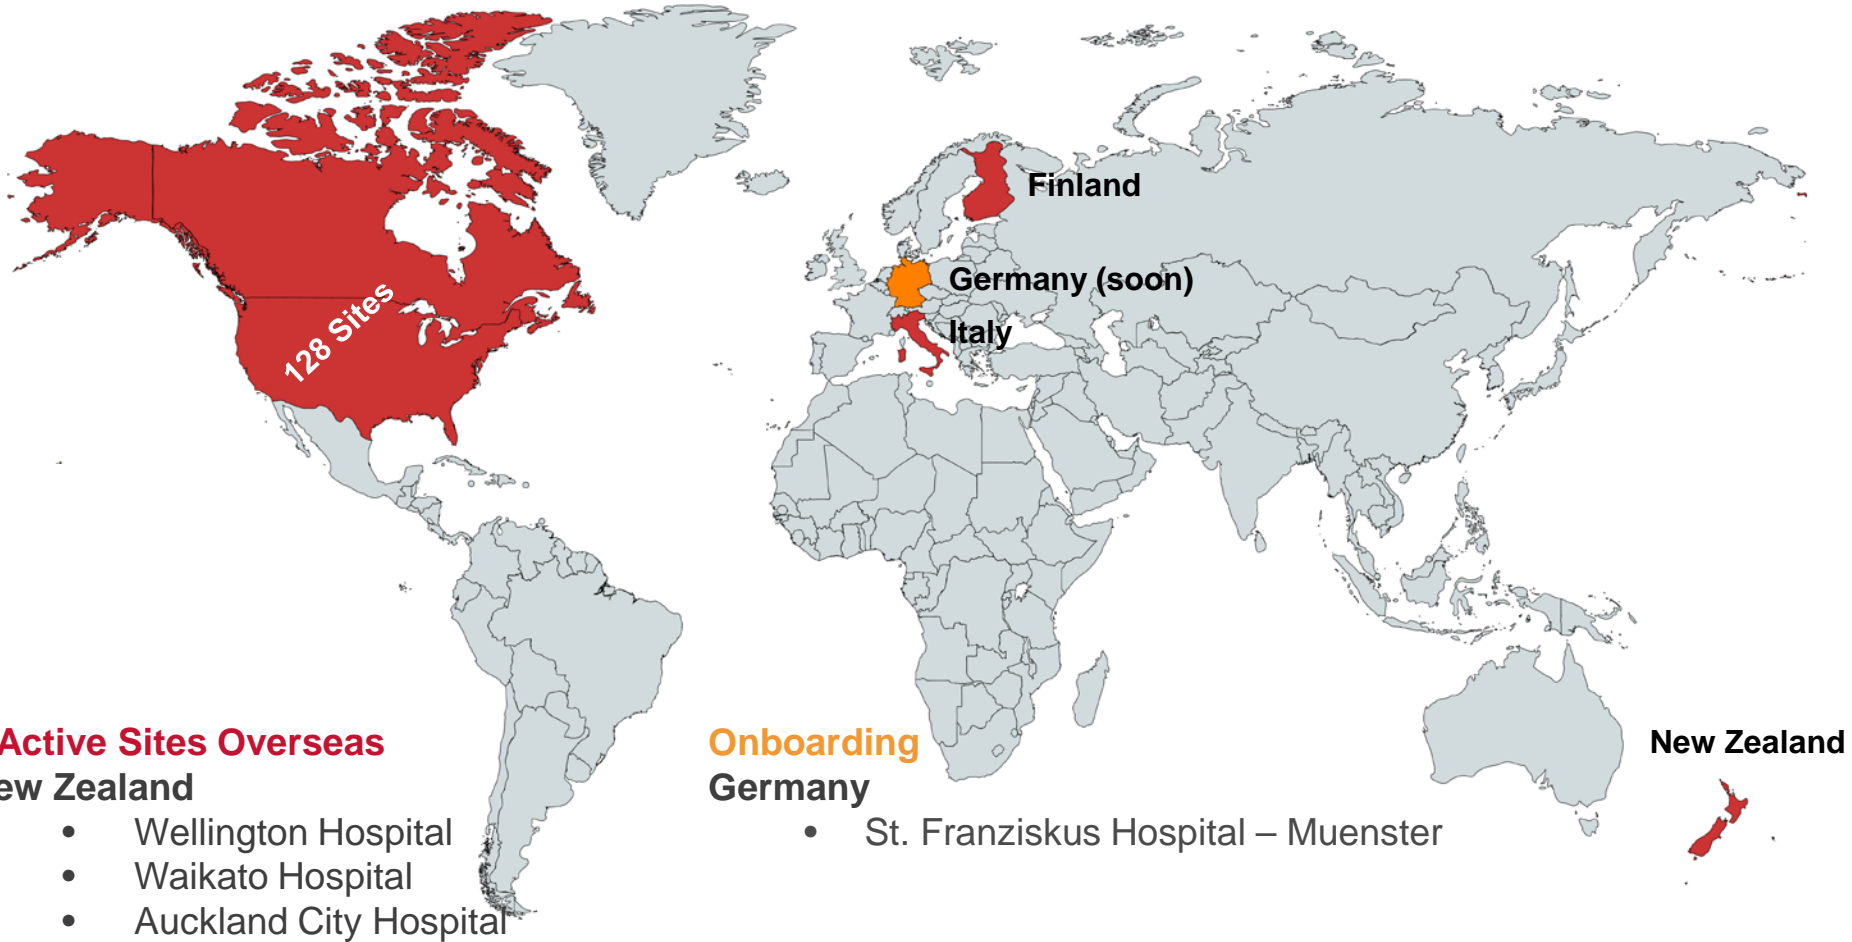 Finland
Germany (soon)
128 Sites
Italy
Active Sites Overseas
Onboarding
New Zealand
ew Zealand
Germany
• Wellington Hospital
• St. Franziskus Hospital – Muenster
• Waikato Hospital
• Auckland City Hospital